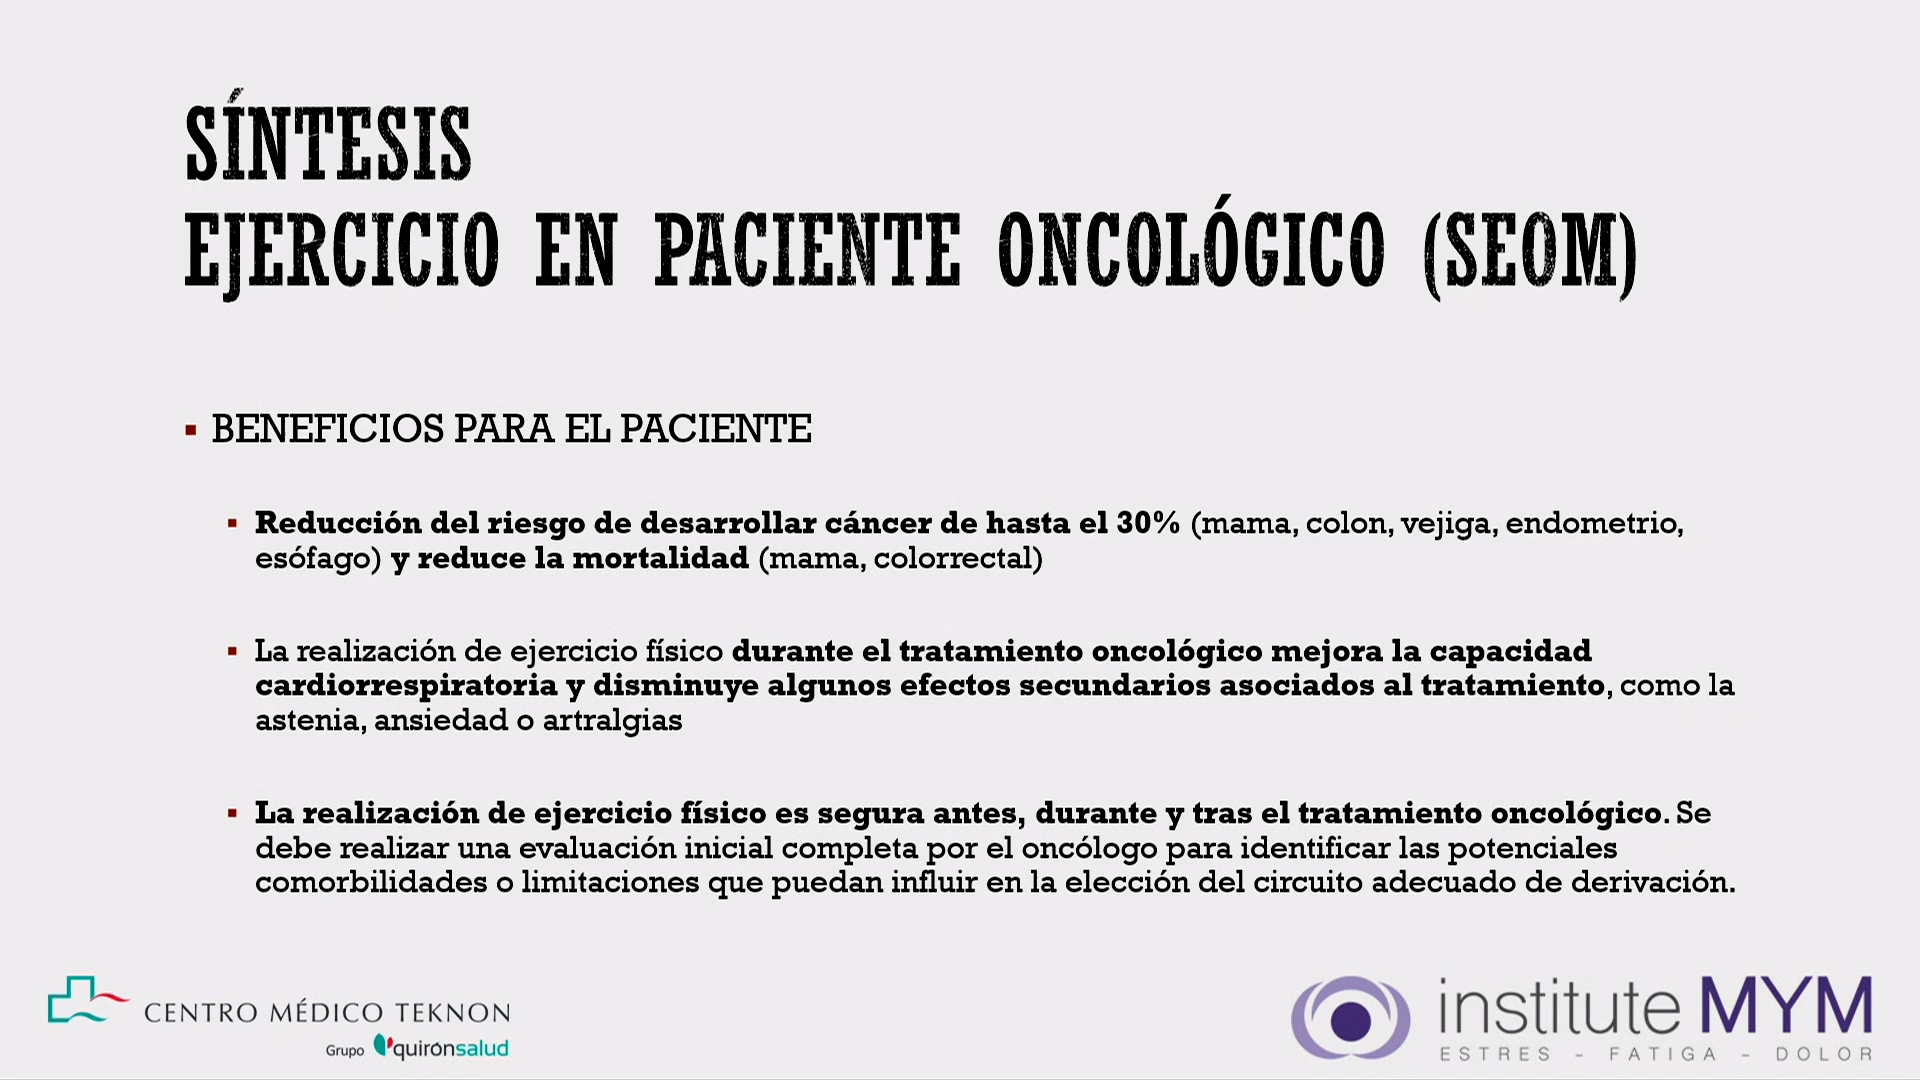 SÍNTESIS
EJERCICIO EN PACIENTE ONCOLÓGICO (SEOM)
▪ BENEFICIOS PARA EL PACIENTE
▪ Reducción del riesgo de desarrollar cáncer de hasta el 30% (mama, colon, vejiga, endometrio,
esófago) y reduce la mortalidad (mama, colorrectal)
▪ La realización de ejercicio físico durante el tratamiento oncológico mejora la capacidad
cardiorrespiratoria y disminuye algunos efectos secundarios asociados al tratamiento, como la
astenia, ansiedad o artralgias
▪ La realización de ejercicio físico es segura antes, durante y tras el tratamiento oncológico. Se
debe realizar una evaluación inicial completa por el oncólogo para identificar las potenciales
comorbilidades o limitaciones que puedan influir en la elección del circuito adecuado de derivación.
CENTRO MÉDICO TEKNON
Grupo quirónsalud
institute MYM
ESTRES - FATIGA - DOLOR